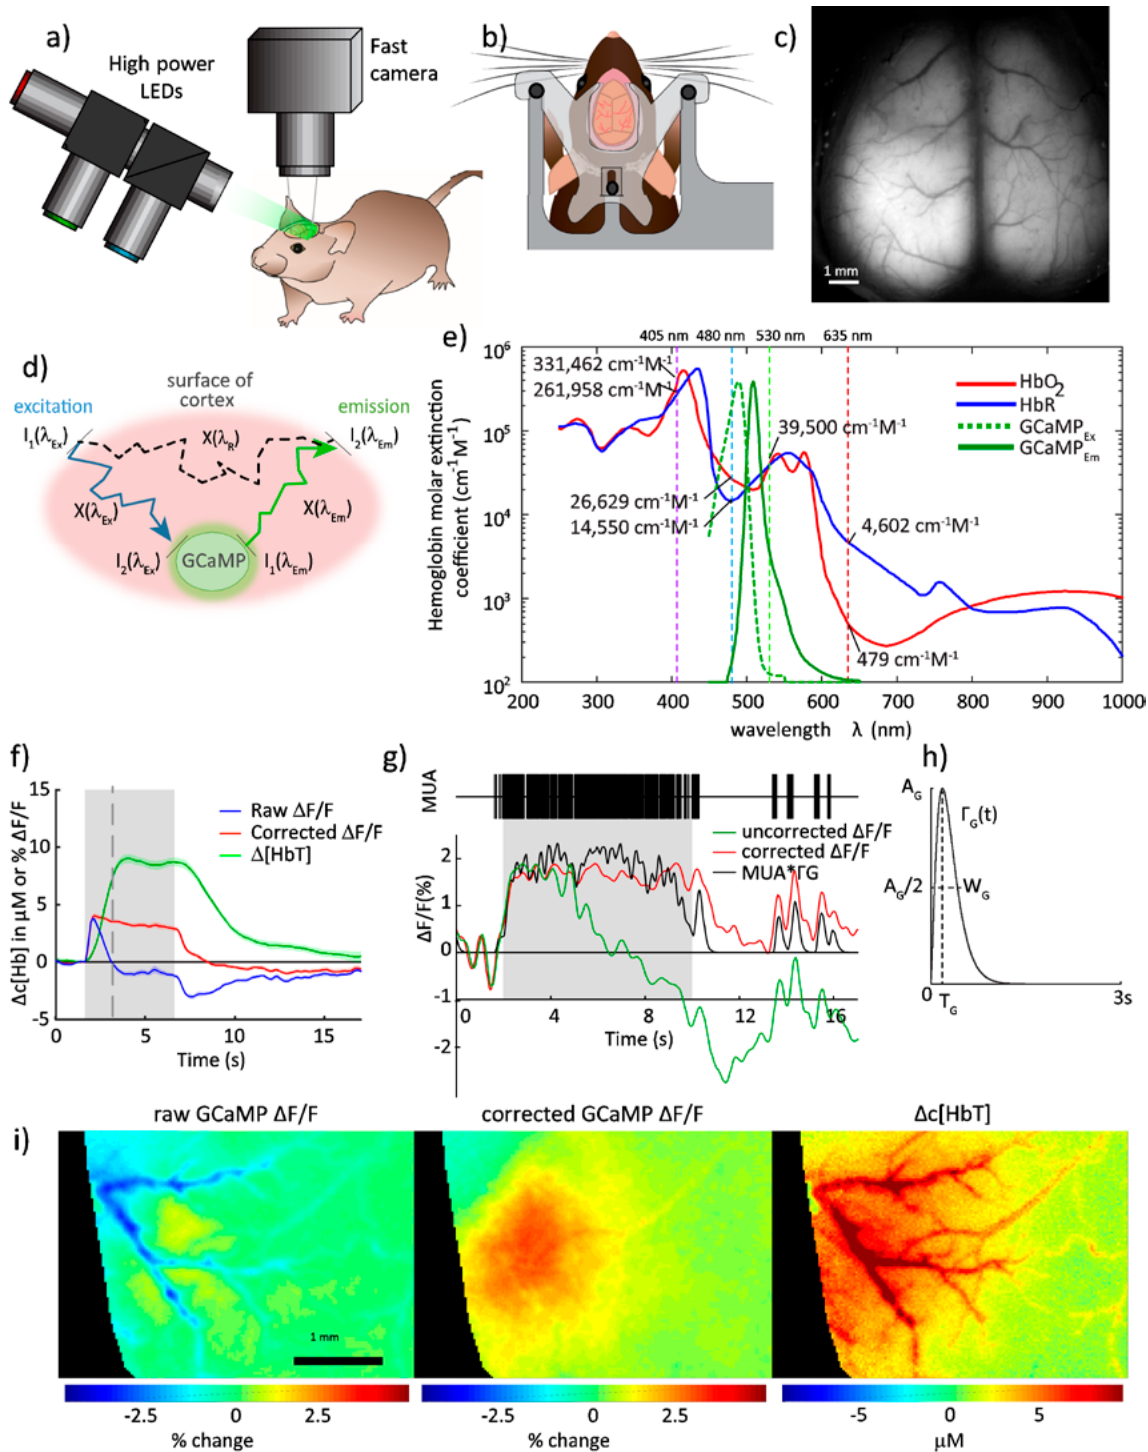 a)
High power
LEDs
Fast
camera
b)
c)
1 mm
d)
surface of
cortex
excitation
emission
I1(λEx)
X(λR)
I2(λEm)
X(λEx)
X(λEm)
GCaMP
I2(λEx)
I1(λEm)
e)
405 nm
480 nm
530 nm
635 nm
Hemoglobin molar extinction
coefficient (cm-1M-1)
10^6
10^5
10^4
10^3
10^2
331,462 cm-1M-1
261,958 cm-1M-1
39,500 cm-1M-1
26,629 cm-1M-1
14,550 cm-1M-1
4,602 cm-1M-1
479 cm-1M-1
HbO2
HbR
GCaMPEx
GCaMPEm
200 300 400 500 600 700 800 900 1000
wavelength λ (nm)
f)
Δc[Hb] in μM or % ΔF/F
15
10
5
0
-5
Raw ΔF/F
Corrected ΔF/F
Δ[HbT]
0 5 10 15
Time (s)
g)
MUA
uncorrected ΔF/F
corrected ΔF/F
MUA*ΓG
ΔF/F(%)
2
1
0
-1
-2
0 4 8 12 16
Time (s)
h)
AG
ΓG(t)
AG/2
WG
0
TG
3s
i)
raw GCaMP ΔF/F
corrected GCaMP ΔF/F
Δc[HbT]
1 mm
-2.5 0 2.5
% change
-2.5 0 2.5
% change
-5 0 5
μM